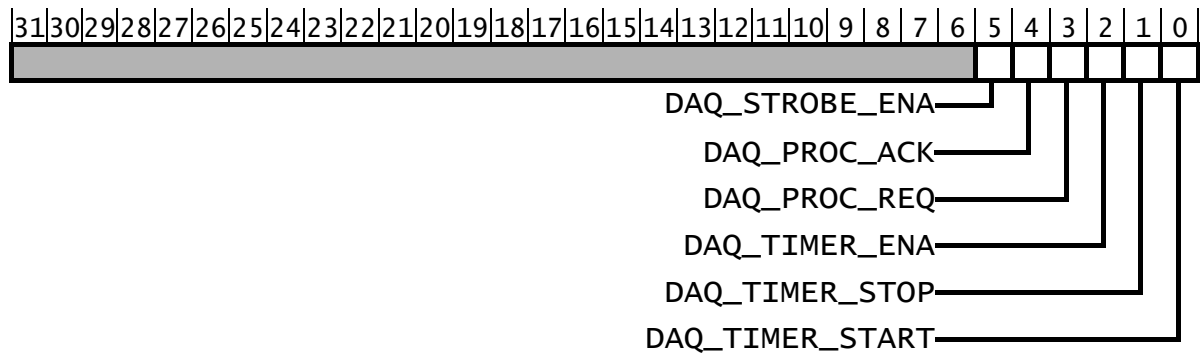 31 30 29 28 27 26 25 24 23 22 21 20 19 18 17 16 15 14 13 12 11 10 9 8 7 6 5 4 3 2 1 0
DAQ_STROBE_ENA
DAQ_PROC_ACK
DAQ_PROC_REQ
DAQ_TIMER_ENA
DAQ_TIMER_STOP
DAQ_TIMER_START